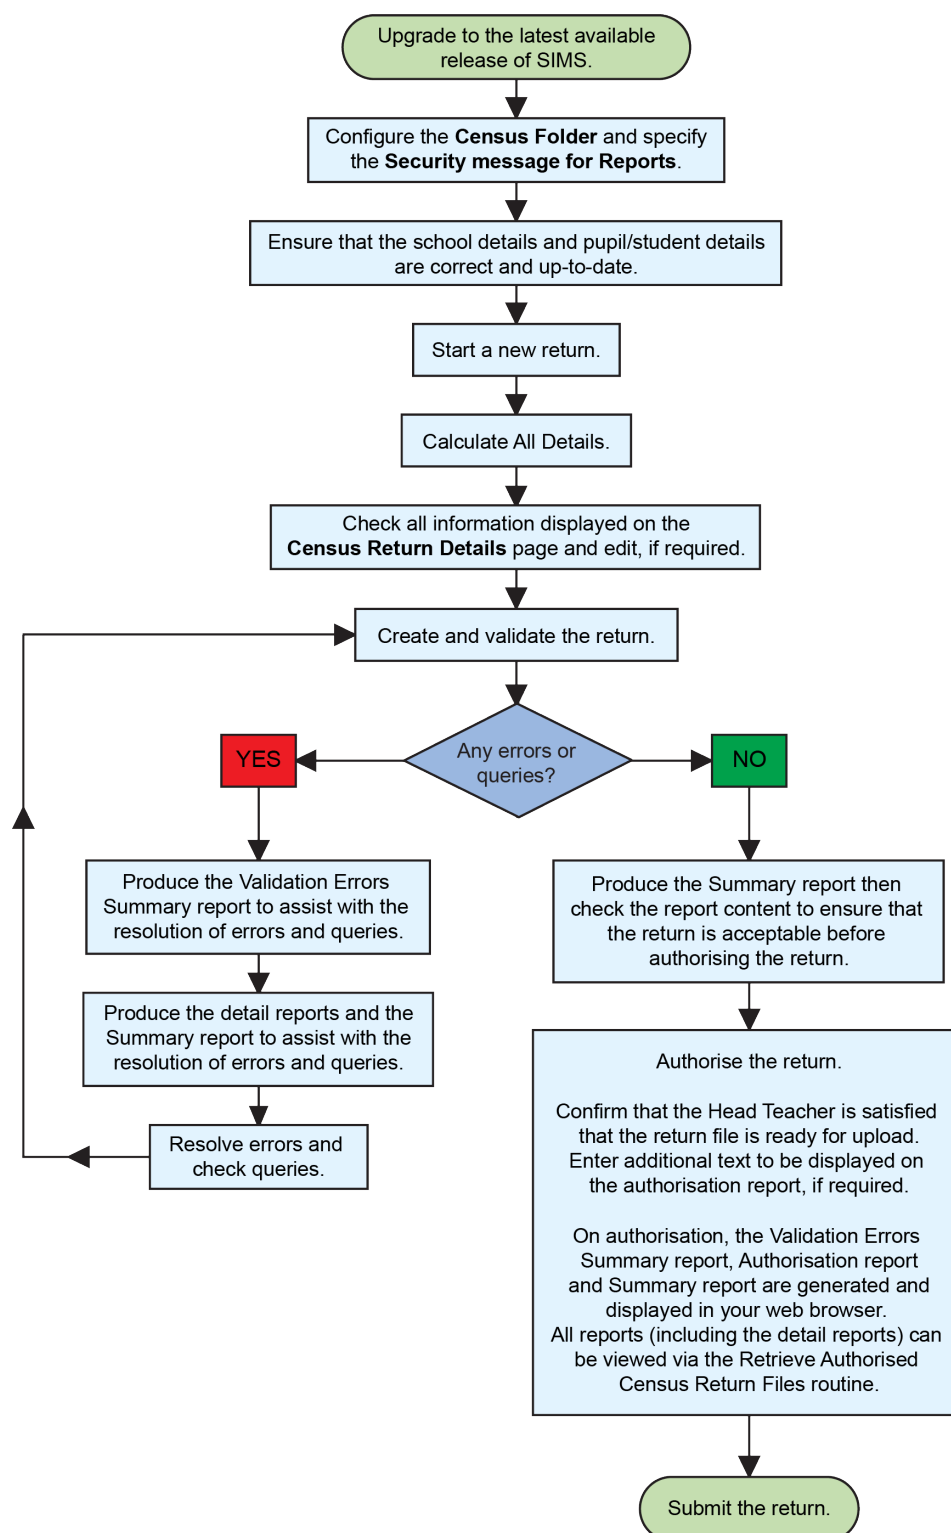 Upgrade to the latest available
release of SIMS.
Configure the Census Folder and specify
the Security message for Reports.
Ensure that the school details and pupil/student details
are correct and up-to-date.
Start a new return.
Calculate All Details.
Check all information displayed on the
Census Return Details page and edit, if required.
Create and validate the return.
Any errors or
queries?
YES
NO
Produce the Validation Errors
Summary report to assist with the
resolution of errors and queries.
Produce the detail reports and the
Summary report to assist with the
resolution of errors and queries.
Resolve errors and
check queries.
Produce the Summary report then
check the report content to ensure that
the return is acceptable before
authorising the return.
Authorise the return.
Confirm that the Head Teacher is satisfied
that the return file is ready for upload.
Enter additional text to be displayed on
the authorisation report, if required.
On authorisation, the Validation Errors
Summary report, Authorisation report
and Summary report are generated and
displayed in your web browser.
All reports (including the detail reports) can
be viewed via the Retrieve Authorised
Census Return Files routine.
Submit the return.